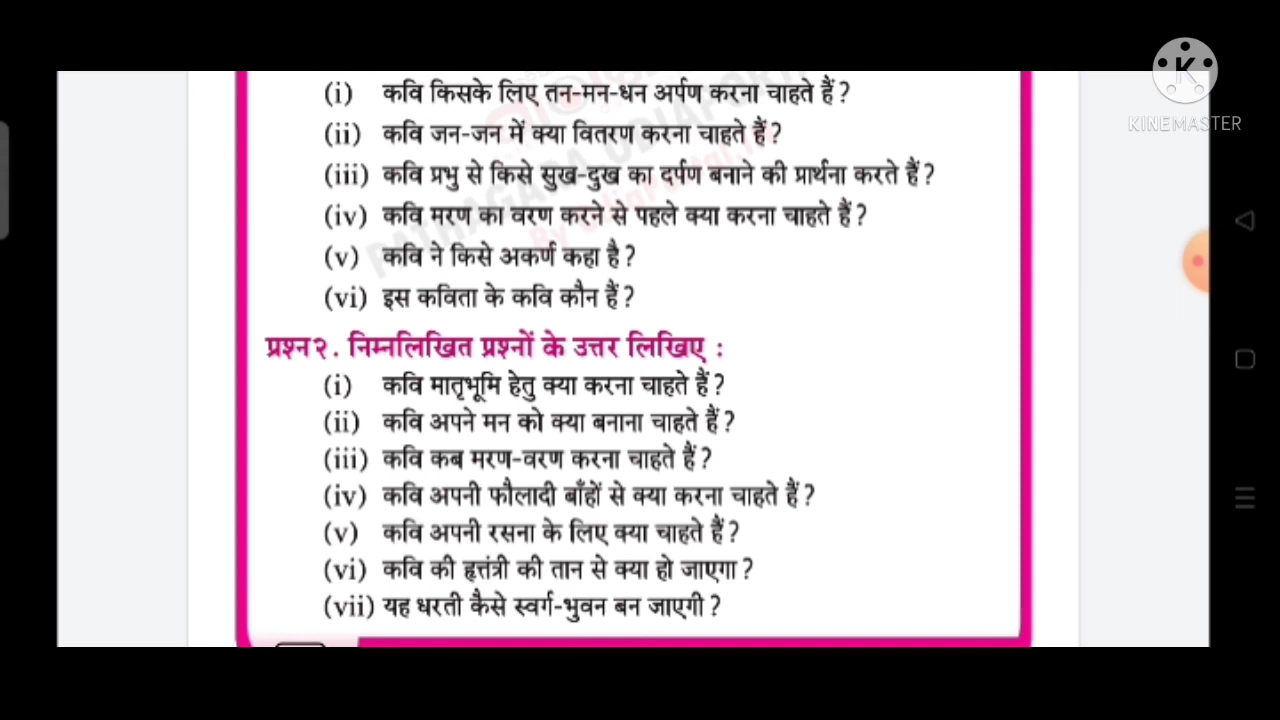 KINEMASTER
(i) कवि किसके लिए तन-मन-धन अर्पण करना चाहते हैं?
(ii) कवि जन-जन में क्या वितरण करना चाहते हैं?
(iii) कवि प्रभु से किसे सुख-दुख का दर्पण बनाने की प्रार्थना करते हैं?
(iv) कवि मरण का वरण करने से पहले क्या करना चाहते हैं?
(v) कवि ने किसे अकर्ण कहा है?
(vi) इस कविता के कवि कौन हैं?
प्रश्न२. निम्नलिखित प्रश्नों के उत्तर लिखिए :
(i) कवि मातृभूमि हेतु क्या करना चाहते हैं?
(ii) कवि अपने मन को क्या बनाना चाहते हैं?
(iii) कवि कब मरण-वरण करना चाहते हैं?
(iv) कवि अपनी फौलादी बाँहों से क्या करना चाहते हैं?
(v) कवि अपनी रसना के लिए क्या चाहते हैं?
(vi) कवि की हृत्तंत्री की तान से क्या हो जाएगा?
(vii) यह धरती कैसे स्वर्ग-भुवन बन जाएगी?